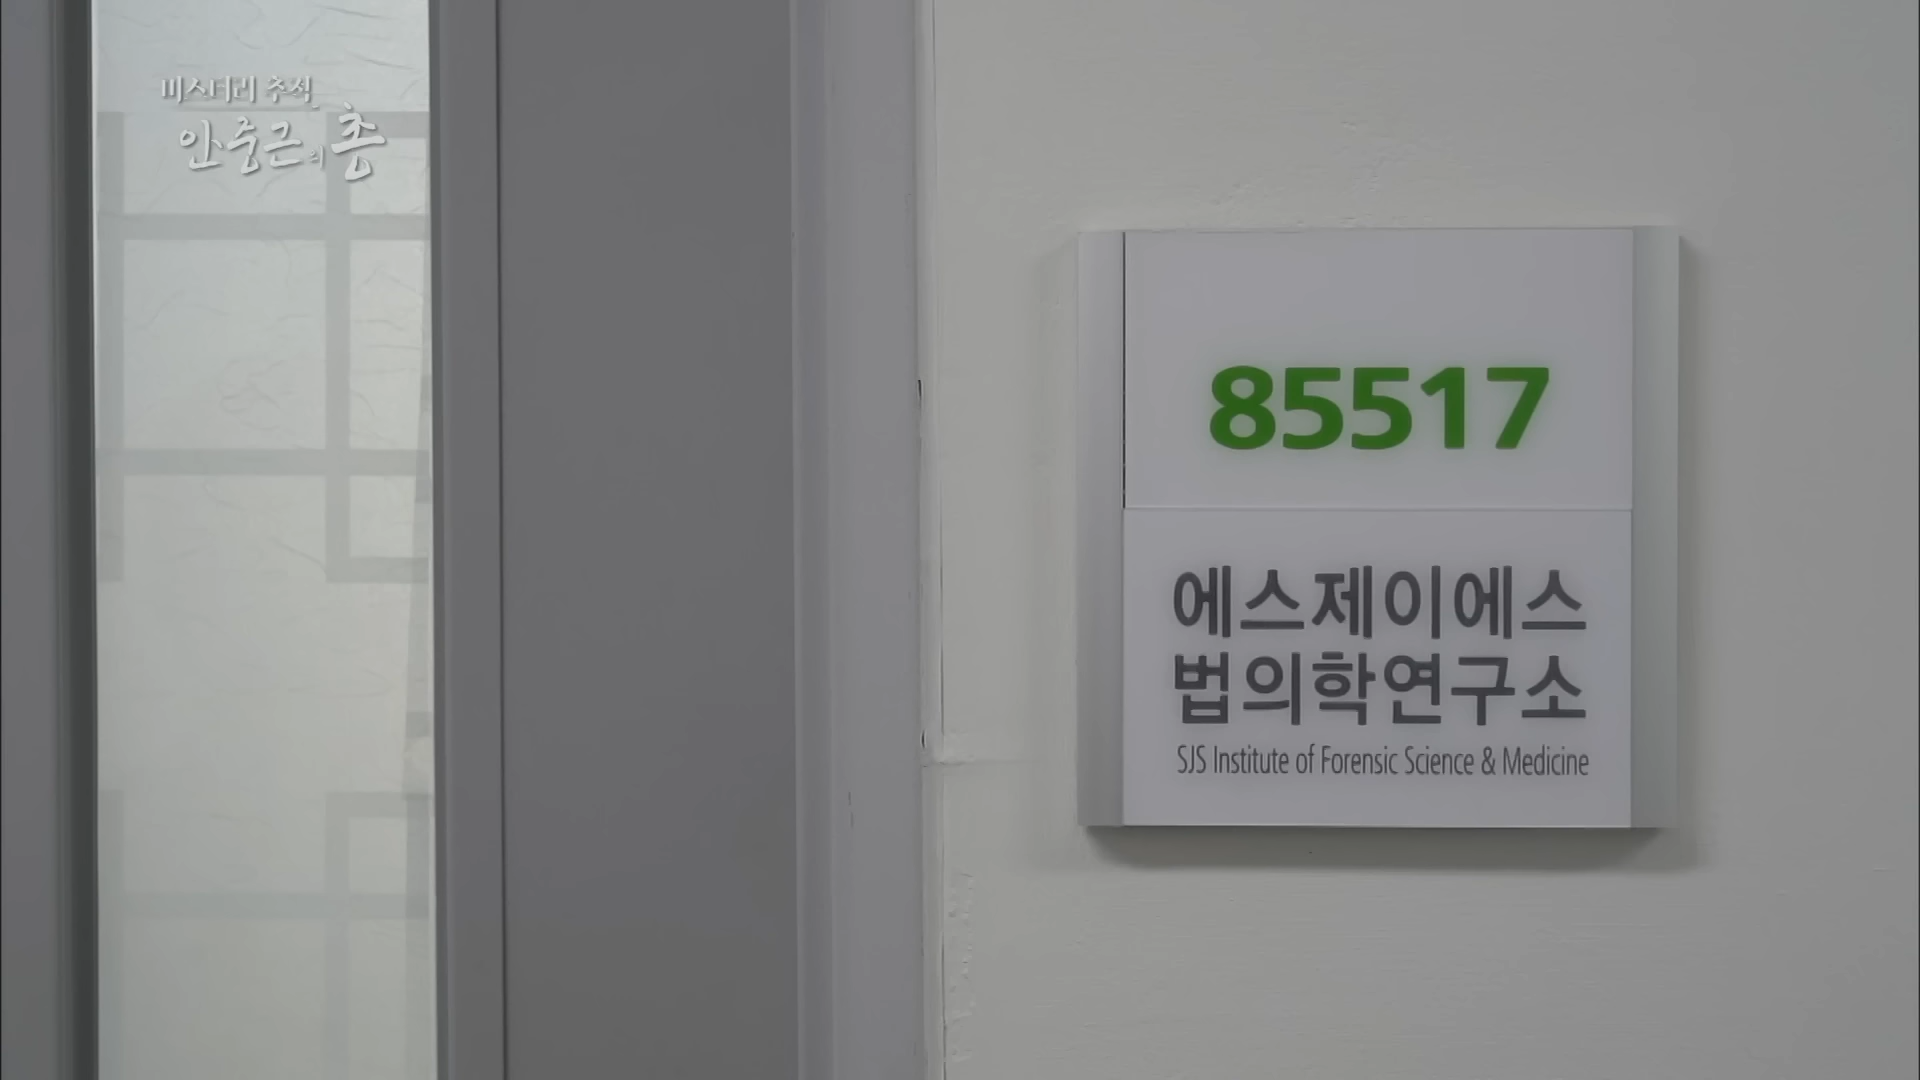 미스터리 추적
안중근의 총
85517
에스제이에스
법의학연구소
SJS Institute of Forensic Science & Medicine